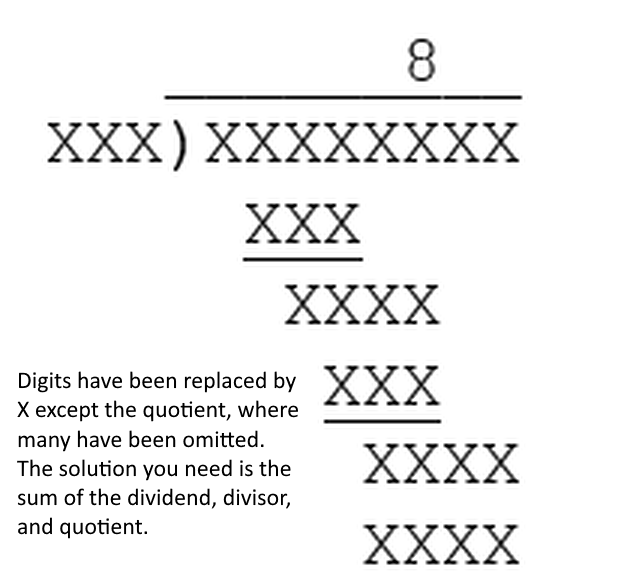 8
XXX)XXXXXXXX
XXX
XXXX
XXX
XXXX
XXXX
Digits have been replaced by
X except the quotient, where
many have been omitted.
The solution you need is the
sum of the dividend, divisor,
and quotient.